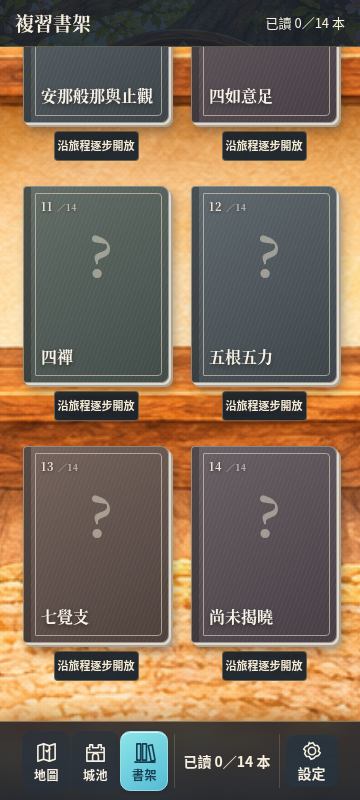 複習書架
已讀 0／14 本
安那般那與止觀
四如意足
沿旅程逐步開放
沿旅程逐步開放
11 ／14
12 ／14
?
?
四禪
五根五力
沿旅程逐步開放
沿旅程逐步開放
13 ／14
14 ／14
?
?
七覺支
尚未揭曉
沿旅程逐步開放
沿旅程逐步開放
地圖
城池
書架
已讀 0／14 本
設定